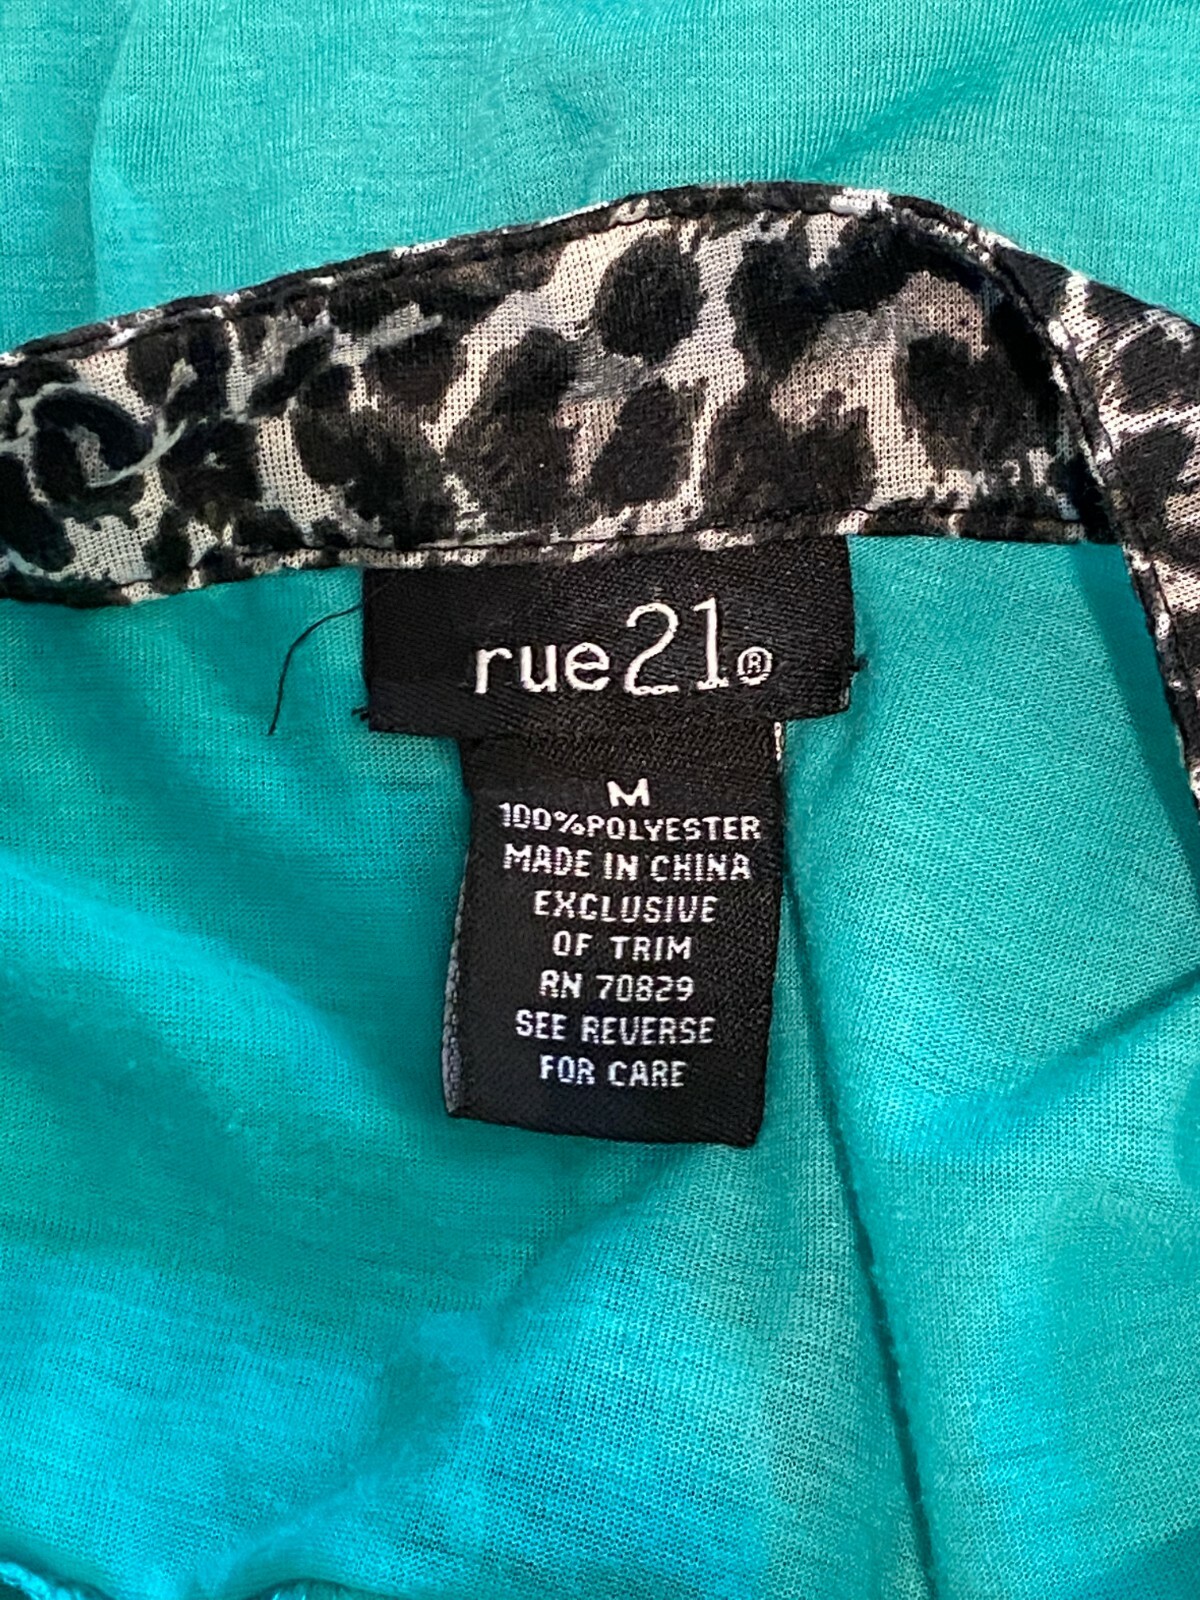 rue21®
M
100%POLYESTER
MADE IN CHINA
EXCLUSIVE
OF TRIM
RN 70829
SEE REVERSE
FOR CARE